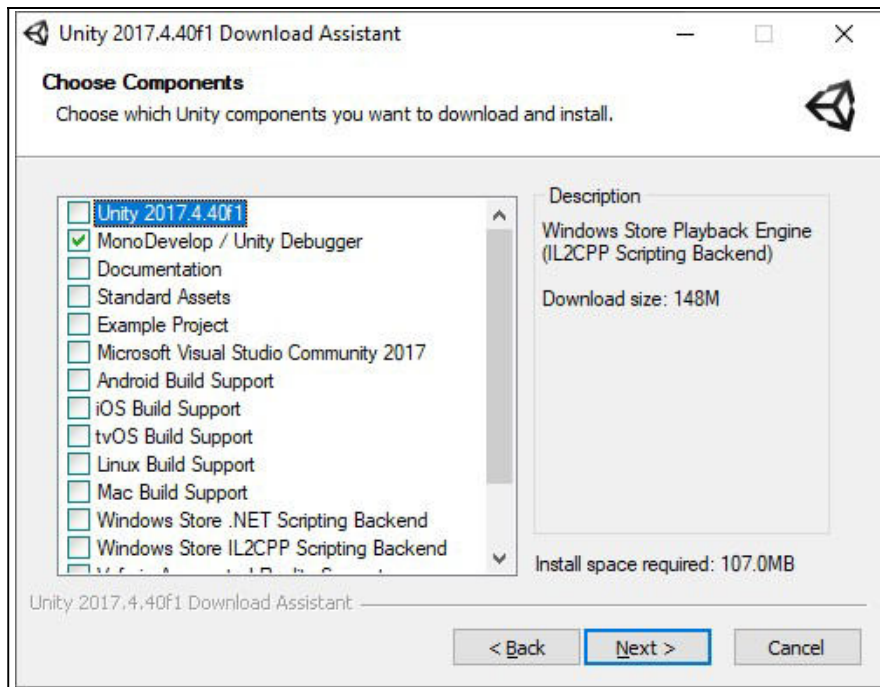 Unity 2017.4.40f1 Download Assistant
Choose Components
Choose which Unity components you want to download and install.
Unity 2017.4.40f1
MonoDevelop / Unity Debugger
Documentation
Standard Assets
Example Project
Microsoft Visual Studio Community 2017
Android Build Support
iOS Build Support
tvOS Build Support
Linux Build Support
Mac Build Support
Windows Store .NET Scripting Backend
Windows Store IL2CPP Scripting Backend
Description
Windows Store Playback Engine
(IL2CPP Scripting Backend)
Download size: 148M
Install space required: 107.0MB
Unity 2017.4.40f1 Download Assistant
< Back
Next >
Cancel